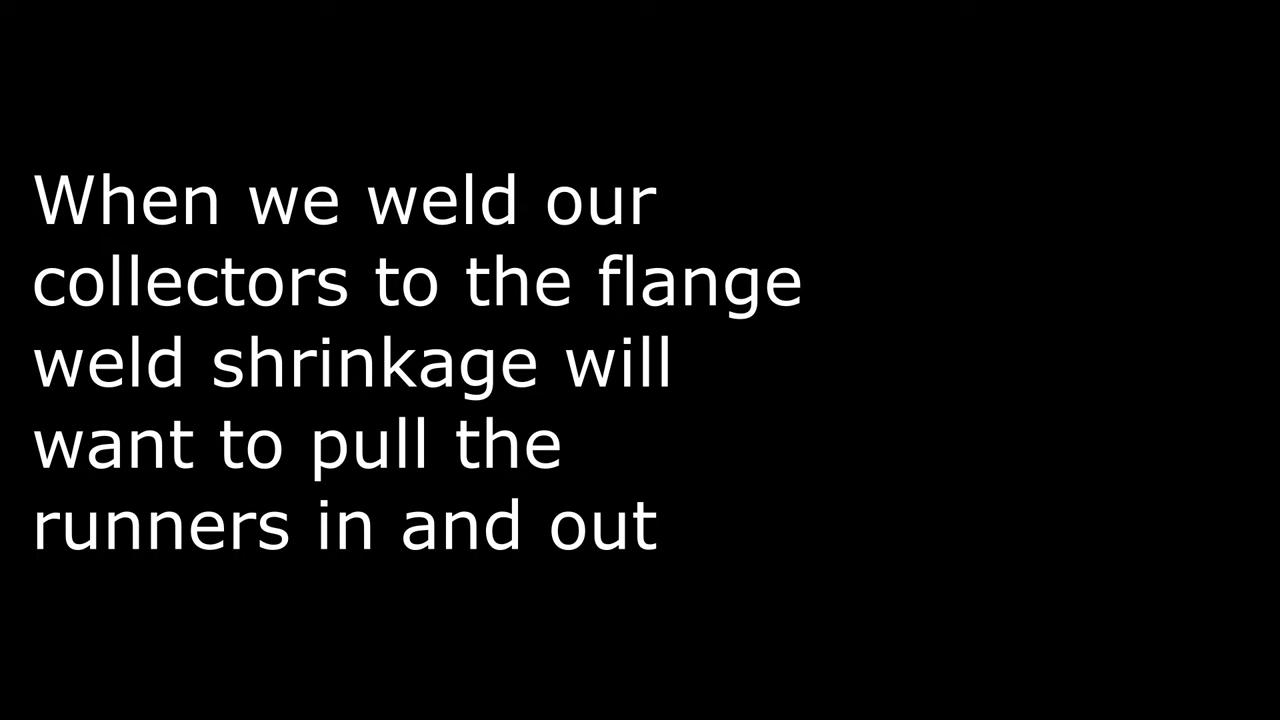 When we weld our
collectors to the flange
weld shrinkage will
want to pull the
runners in and out